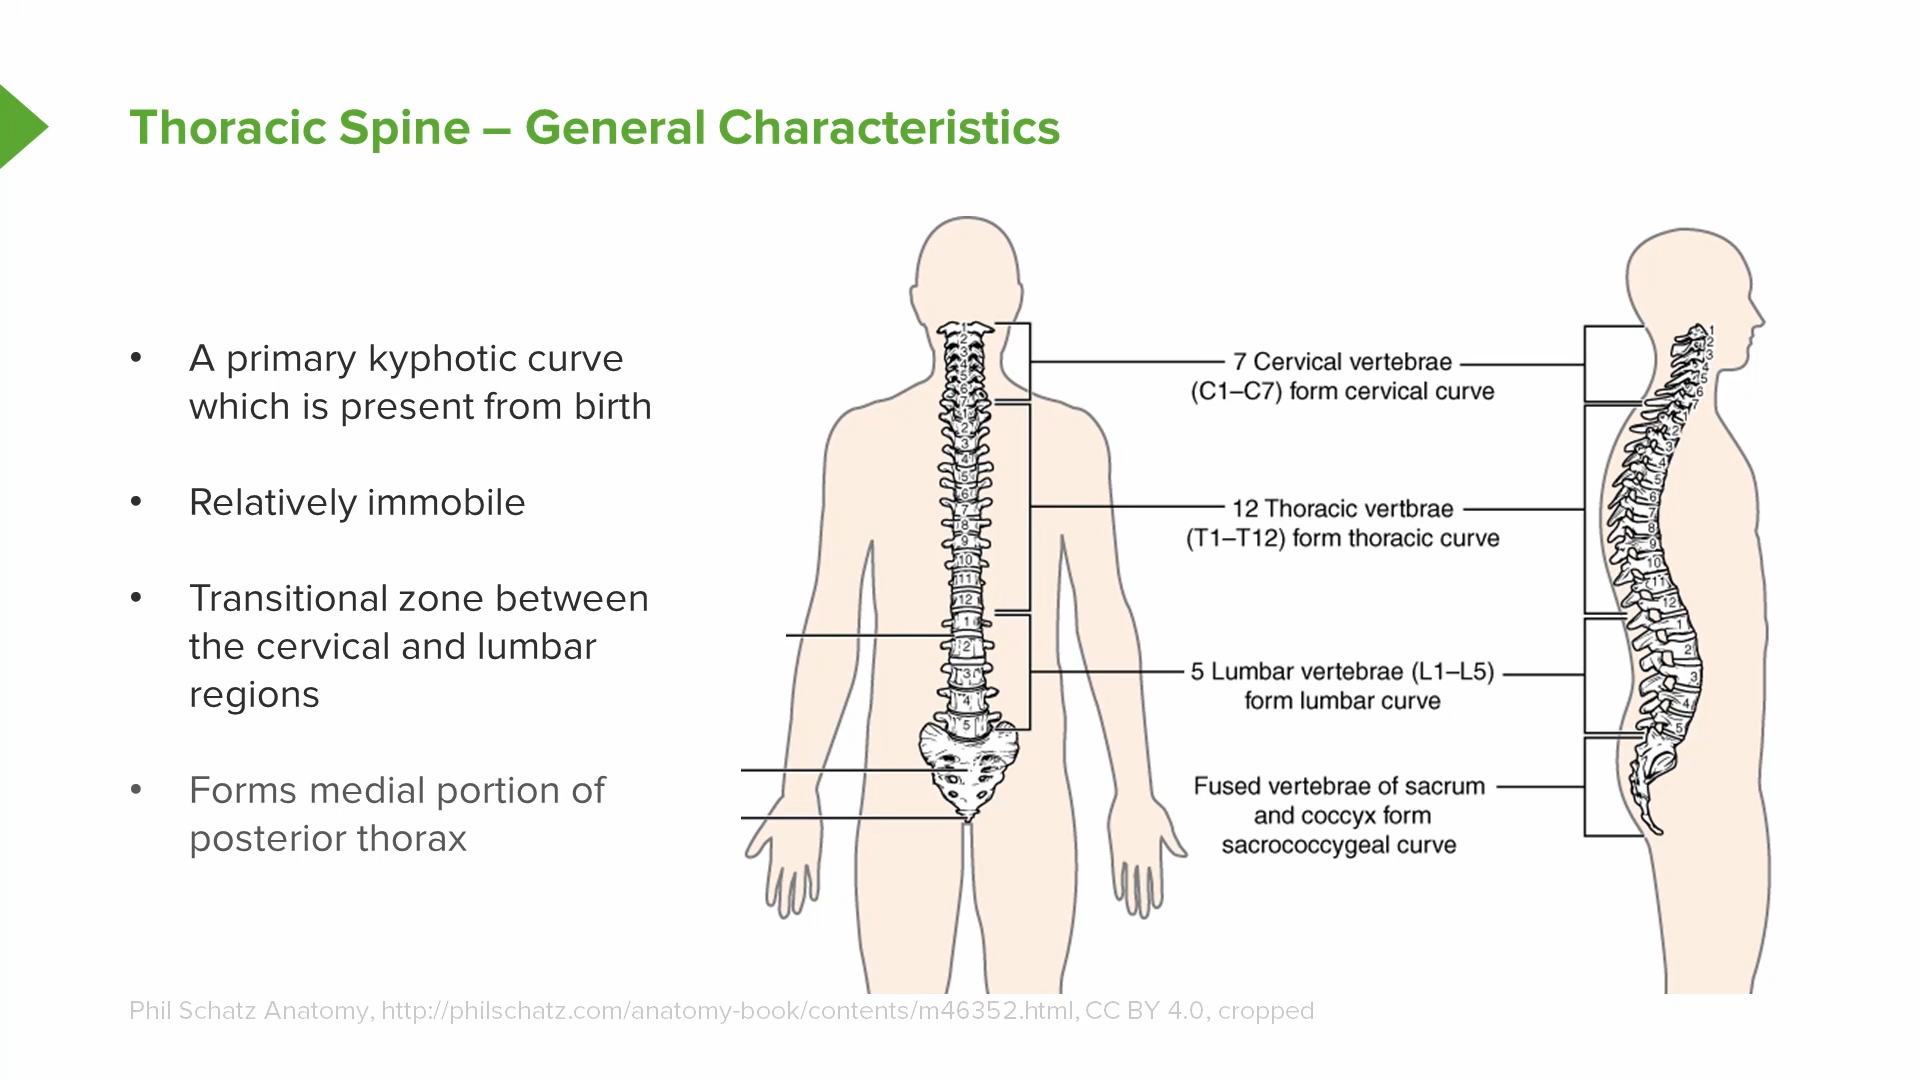 Thoracic Spine – General Characteristics
• A primary kyphotic curve
which is present from birth
• Relatively immobile
• Transitional zone between
the cervical and lumbar
regions
• Forms medial portion of
posterior thorax
7 Cervical vertebrae
(C1–C7) form cervical curve
12 Thoracic vertbrae
(T1–T12) form thoracic curve
5 Lumbar vertebrae (L1–L5)
form lumbar curve
Fused vertebrae of sacrum
and coccyx form
sacrococcygeal curve
Phil Schatz Anatomy, http://philschatz.com/anatomy-book/contents/m46352.html, CC BY 4.0, cropped